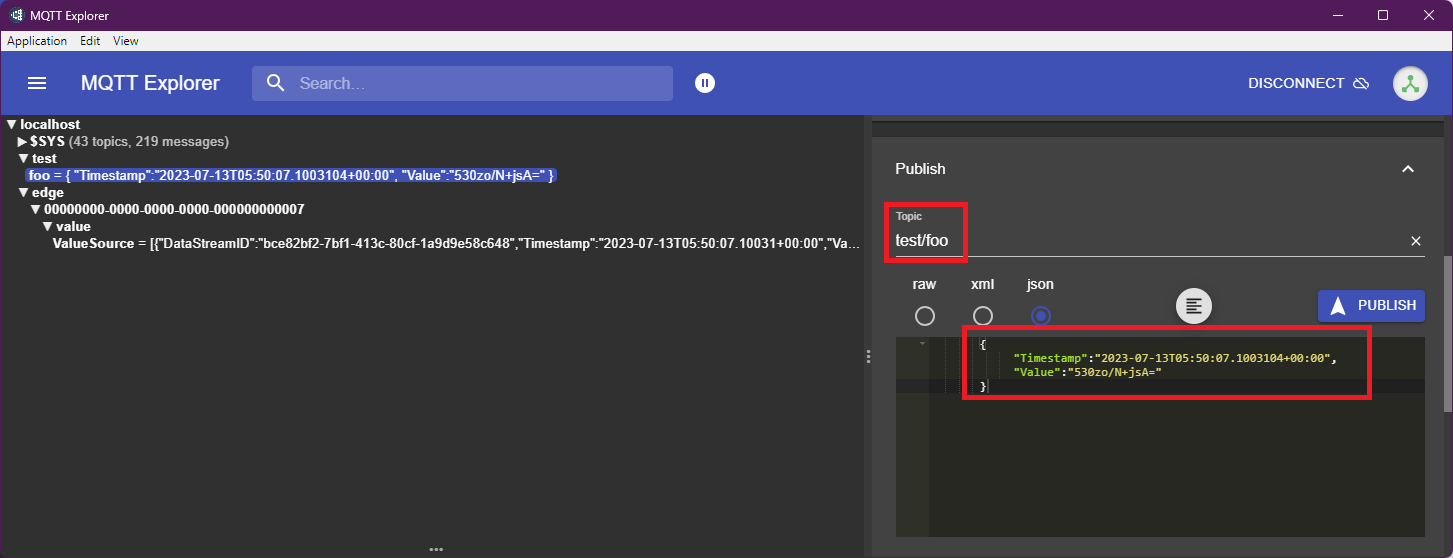 MQTT Explorer
Application Edit View
MQTT Explorer
Search...
DISCONNECT
▼ localhost
▶ $SYS (43 topics, 219 messages)
▼ test
foo = { "Timestamp":"2023-07-13T05:50:07.1003104+00:00", "Value":"530zo/N+jsA=" }
▼ edge
▼ 00000000-0000-0000-0000-000000000007
▼ value
ValueSource = [{"DataStreamID":"bce82bf2-7bf1-413c-80cf-1a9d9e58c648","Timestamp":"2023-07-13T05:50:07.10031+00:00","Va...
Publish
Topic
test/foo
raw xml json
PUBLISH
{
"Timestamp":"2023-07-13T05:50:07.1003104+00:00",
"Value":"530zo/N+jsA="
}